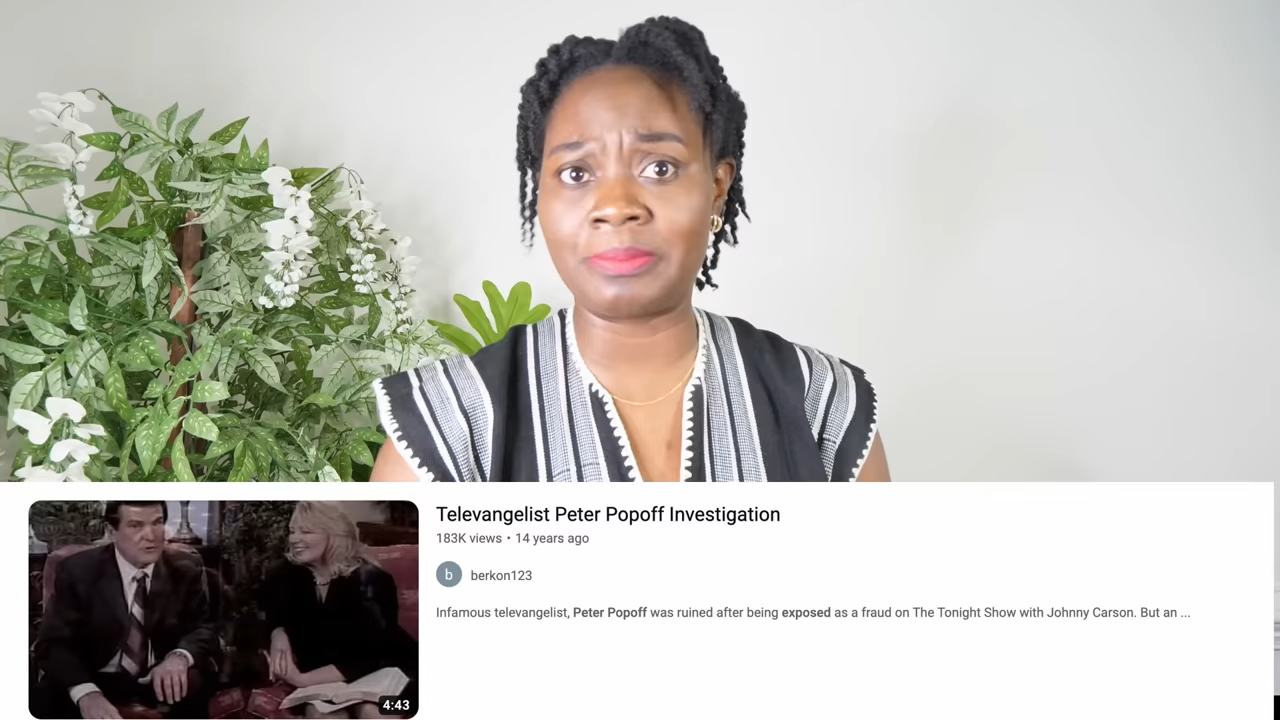 Televangelist Peter Popoff Investigation
183K views • 14 years ago
b berkon123
Infamous televangelist, Peter Popoff was ruined after being exposed as a fraud on The Tonight Show with Johnny Carson. But an ...
4:43